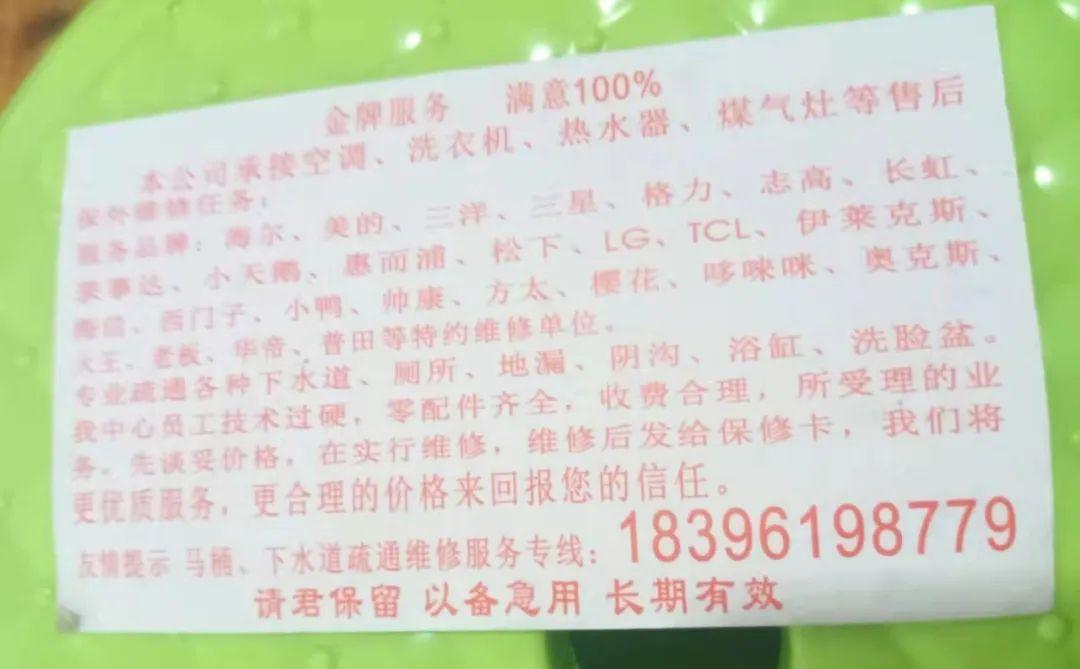 金牌服务 满意100%
本公司承接空调、洗衣机、热水器、煤气灶等售后
保外维修任务：
服务品牌：海尔、美的、三洋、三星、格力、志高、长虹、
荣事达、小天鹅、惠而浦、松下、LG、TCL、伊莱克斯、
海信、西门子、小鸭、帅康、方太、樱花、哆唻咪、奥克斯、
大王、老板、华帝、普田等特约维修单位。
专业疏通各种下水道、厕所、地漏、阴沟、浴缸、洗脸盆。
我中心员工技术过硬，零配件齐全，收费合理，所受理的业
务。先谈妥价格，在实行维修，维修后发给保修卡，我们将
更优质服务，更合理的价格来回报您的信任。
友情提示 马桶、下水道疏通维修服务专线：18396198779
请君保留 以备急用 长期有效